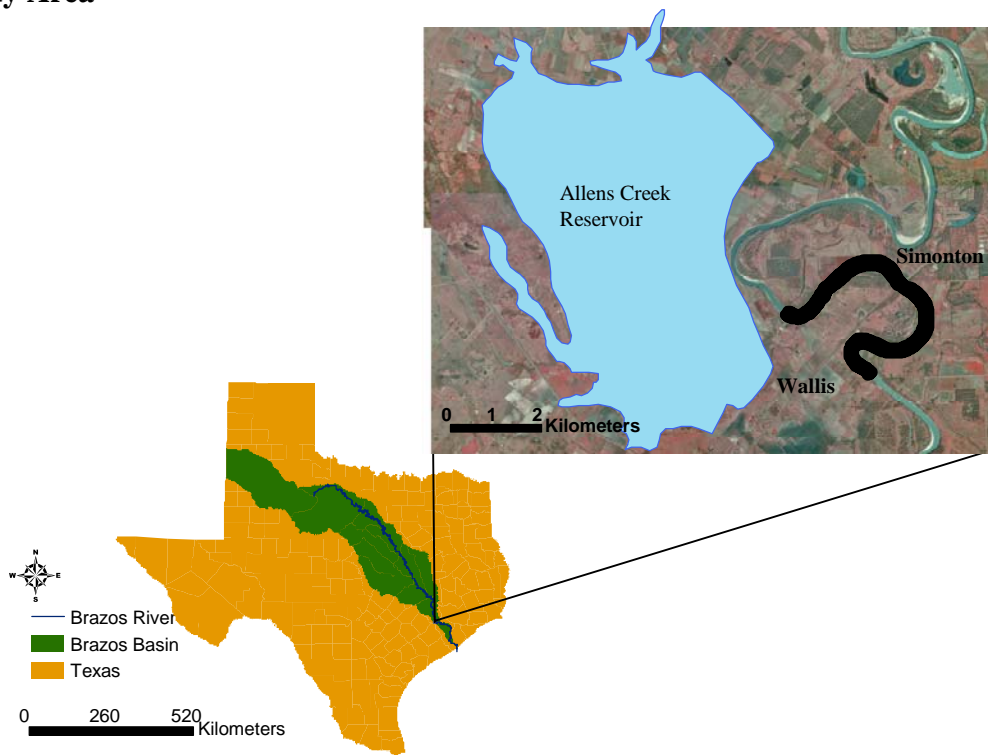 y Area
Allens Creek
Reservoir
Simonton
Wallis
0 1 2
Kilometers
N
W E
S
Brazos River
Brazos Basin
Texas
0 260 520
Kilometers